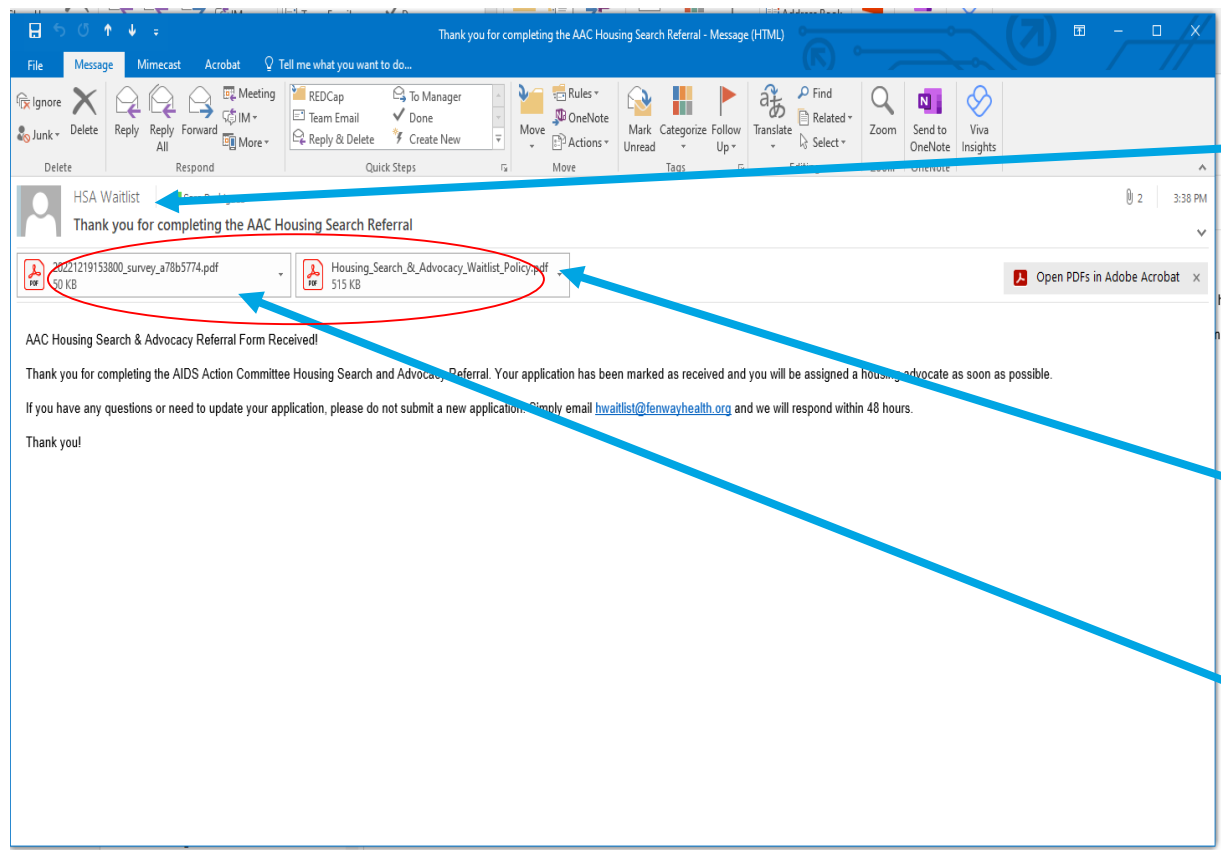 Thank you for completing the AAC Housing Search Referral - Message (HTML)
File Message Mimecast Acrobat Tell me what you want to do...
Ignore
Junk
Delete
Reply
Reply All
Forward
Meeting
IM
More
REDCap
Team Email
Reply & Delete
To Manager
Done
Create New
Move
Rules
OneNote
Actions
Mark Unread
Categorize
Follow Up
Translate
Find
Related
Select
Zoom
Send to OneNote
Viva Insights
Delete Respond Quick Steps Move Tags
HSA Waitlist
2 3:38 PM
Thank you for completing the AAC Housing Search Referral
20221219153800_survey_a78b5774.pdf
50 KB
Housing_Search_&_Advocacy_Waitlist_Policy.pdf
515 KB
Open PDFs in Adobe Acrobat
AAC Housing Search & Advocacy Referral Form Received!
Thank you for completing the AIDS Action Committee Housing Search and Advocacy Referral. Your application has been marked as received and you will be assigned a housing advocate as soon as possible.
If you have any questions or need to update your application, please do not submit a new application. Simply email hwaitlist@fenwayhealth.org and we will respond within 48 hours.
Thank you!